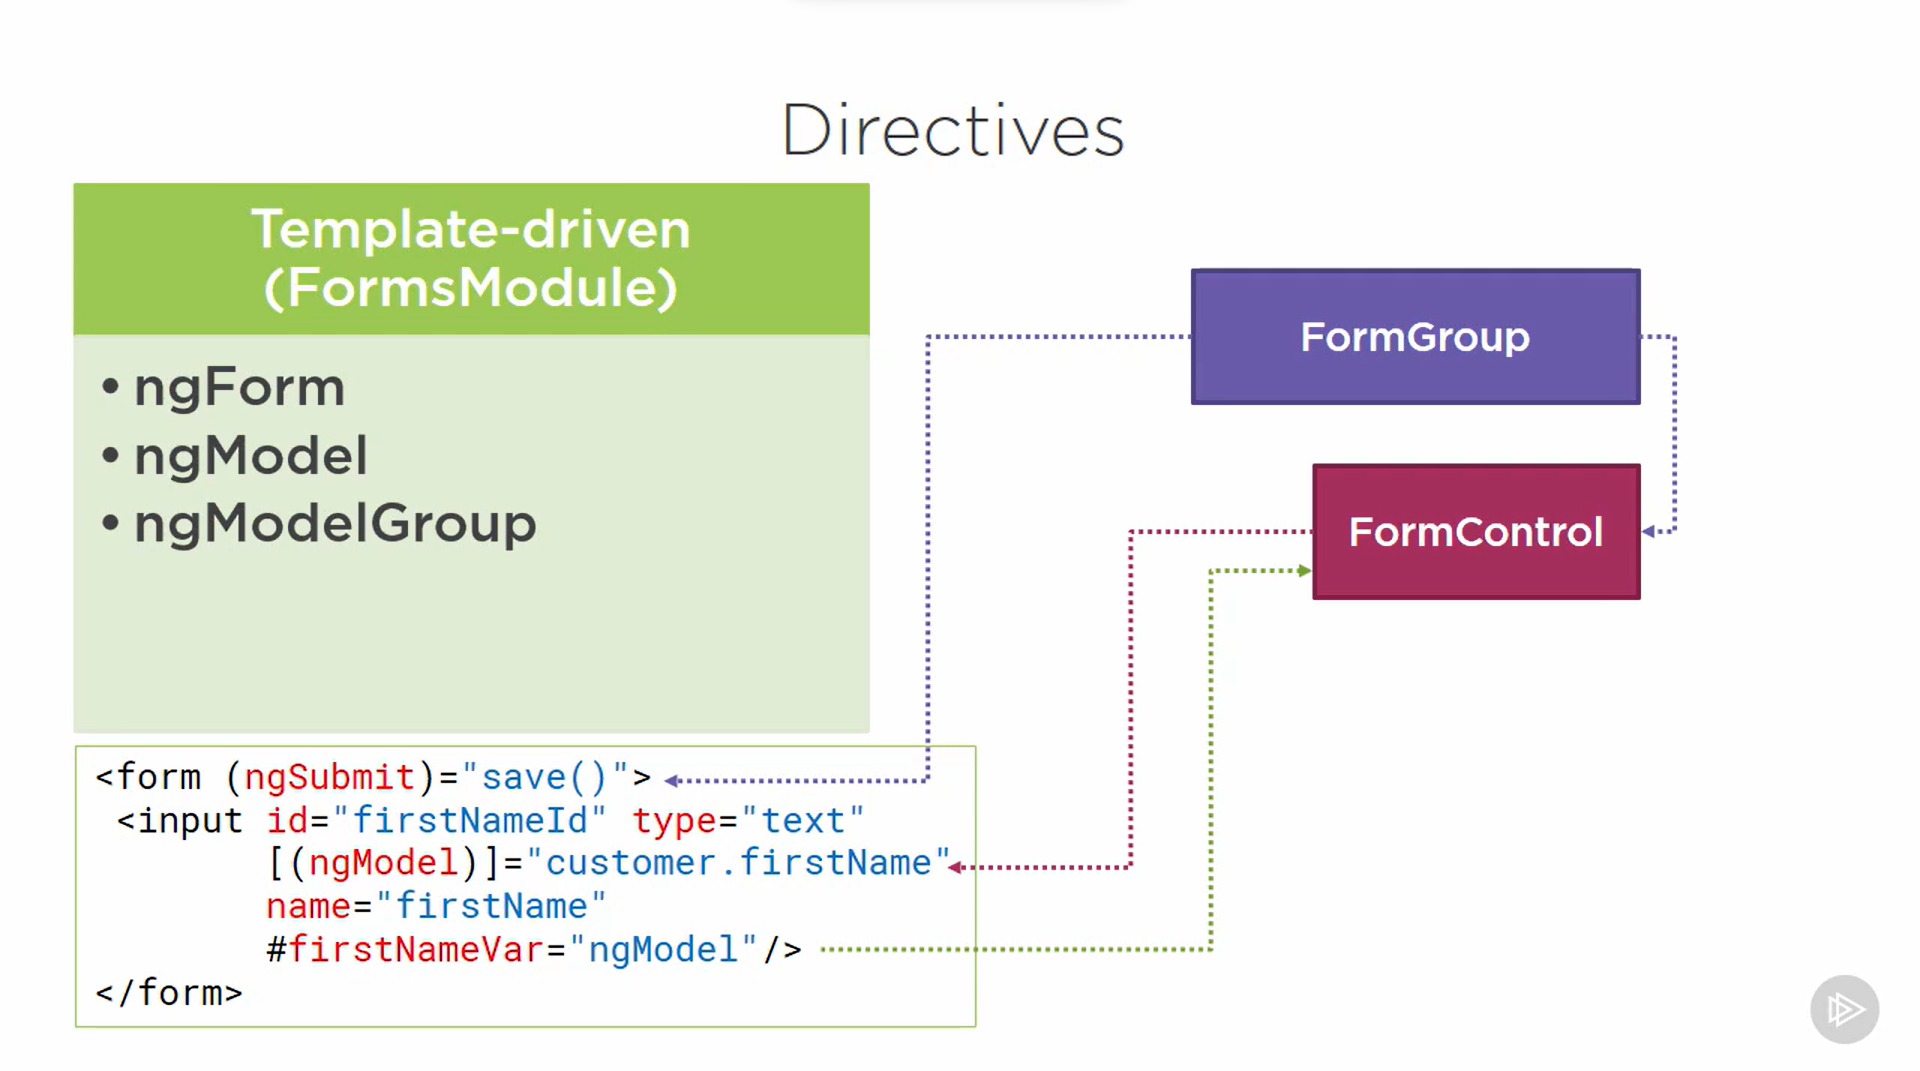 Directives
Template-driven
(FormsModule)
• ngForm
• ngModel
• ngModelGroup
FormGroup
FormControl
<form (ngSubmit)="save()">
<input id="firstNameId" type="text"
[(ngModel)]="customer.firstName"
name="firstName"
#firstNameVar="ngModel"/>
</form>